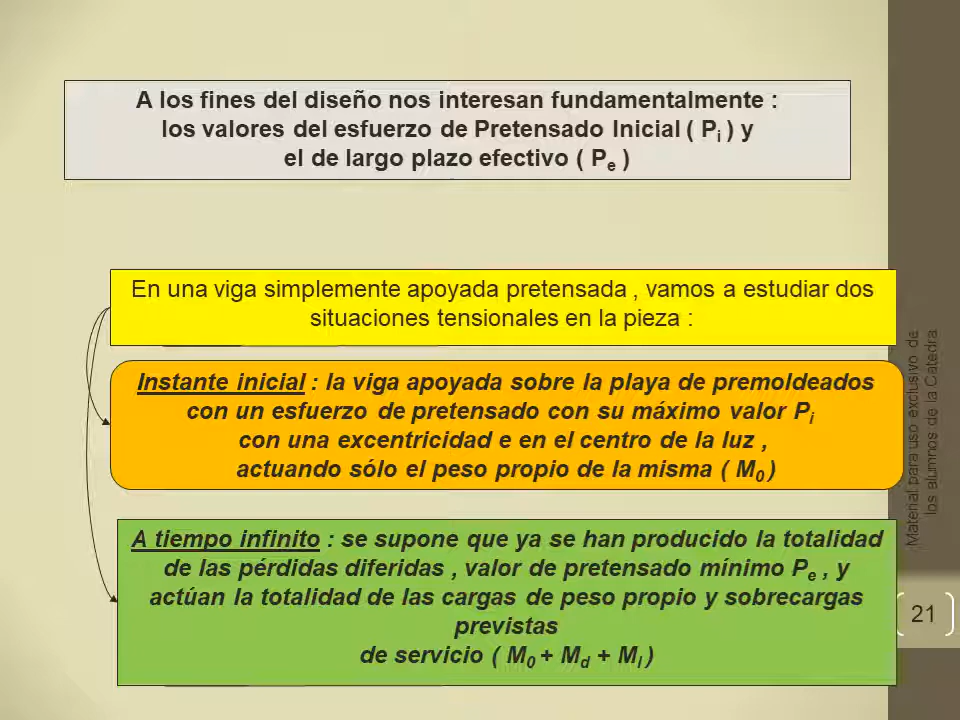 A los fines del diseño nos interesan fundamentalmente :
los valores del esfuerzo de Pretensado Inicial ( Pi ) y
el de largo plazo efectivo ( Pe )
En una viga simplemente apoyada pretensada , vamos a estudiar dos
situaciones tensionales en la pieza :
Instante inicial : la viga apoyada sobre la playa de premoldeados
con un esfuerzo de pretensado con su máximo valor Pi
con una excentricidad e en el centro de la luz ,
actuando sólo el peso propio de la misma ( M0 )
A tiempo infinito : se supone que ya se han producido la totalidad
de las pérdidas diferidas , valor de pretensado mínimo Pe , y
actúan la totalidad de las cargas de peso propio y sobrecargas
previstas
de servicio ( M0 + Md + Ml )
Material para uso exclusivo de
los alumnos de la Catedra
21